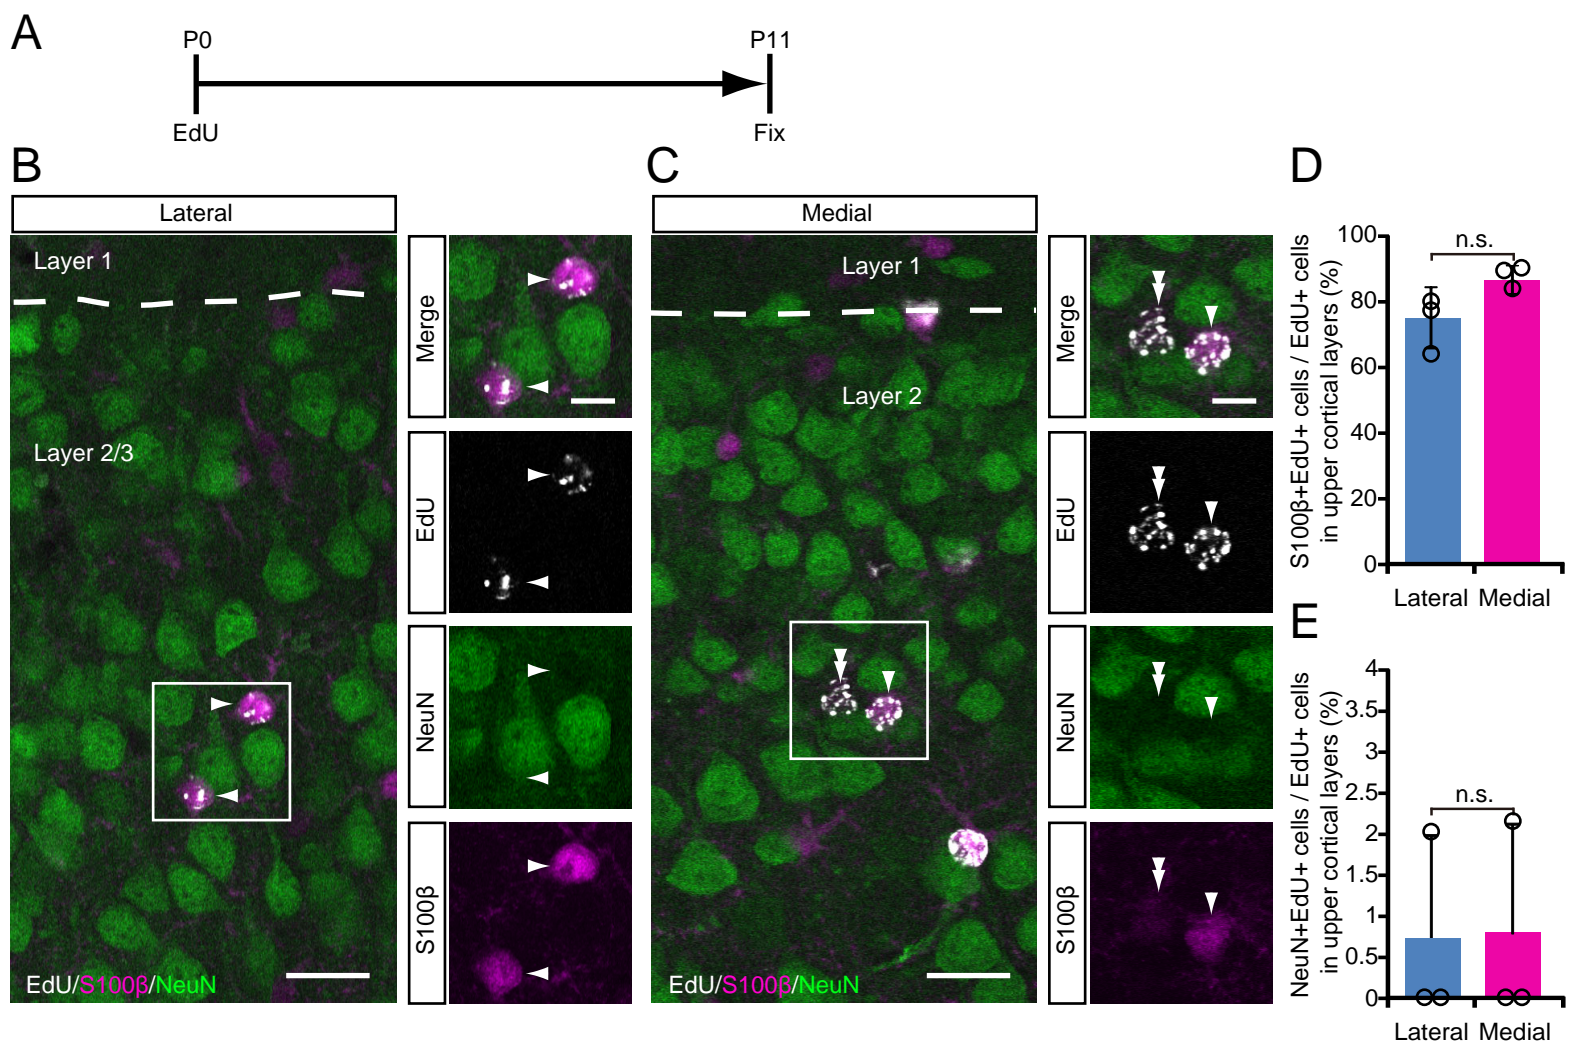 A
P0
P11
EdU
Fix
B
Lateral
Layer 1
Layer 2/3
EdU/S100β/NeuN
Merge
EdU
NeuN
S100β
C
Medial
Layer 1
Layer 2
EdU/S100β/NeuN
Merge
EdU
NeuN
S100β
D
S100β+EdU+ cells / EdU+ cells
in upper cortical layers (%)
100
80
60
40
20
0
n.s.
Lateral Medial
E
NeuN+EdU+ cells / EdU+ cells
in upper cortical layers (%)
4
3.5
3
2.5
2
1.5
1
0.5
0
n.s.
Lateral Medial